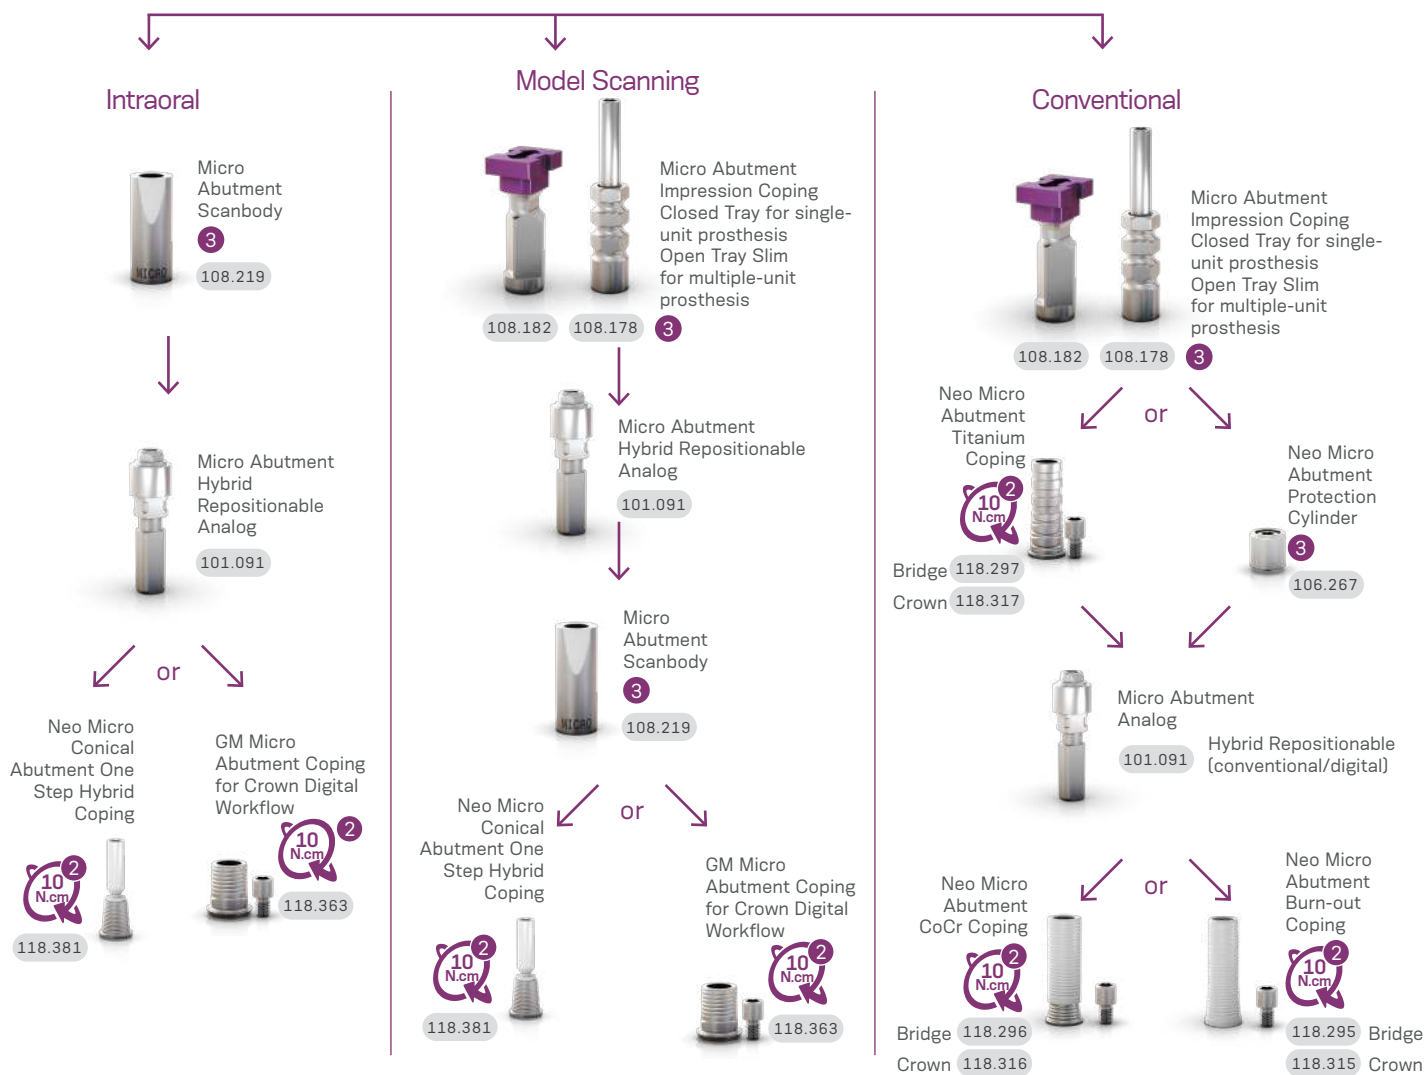 Intraoral
Micro
Abutment
Scanbody
3
108.219
MICRO
Micro Abutment
Hybrid
Repositionable
Analog
101.091
or
Neo Micro
Conical
Abutment One
Step Hybrid
Coping
10
N.cm
2
118.381
GM Micro
Abutment Coping
for Crown Digital
Workflow
10
N.cm
2
118.363
Model Scanning
Micro Abutment
Impression Coping
Closed Tray for single-
unit prosthesis
Open Tray Slim
for multiple-unit
prosthesis
108.182
108.178
3
Micro Abutment
Hybrid Repositionable
Analog
101.091
Micro
Abutment
Scanbody
3
108.219
MICRO
or
Neo Micro
Conical
Abutment One
Step Hybrid
Coping
10
N.cm
2
118.381
GM Micro
Abutment Coping
for Crown Digital
Workflow
10
N.cm
2
118.363
Conventional
Micro Abutment
Impression Coping
Closed Tray for single-
unit prosthesis
Open Tray Slim
for multiple-unit
prosthesis
108.182
108.178
3
or
Neo Micro
Abutment
Titanium
Coping
10
N.cm
2
Bridge 118.297
Crown 118.317
Neo Micro
Abutment
Protection
Cylinder
3
106.267
Micro Abutment
Analog
101.091
Hybrid Repositionable
(conventional/digital)
or
Neo Micro
Abutment
CoCr Coping
10
N.cm
2
Bridge 118.296
Crown 118.316
Neo Micro
Abutment
Burn-out
Coping
10
N.cm
2
118.295 Bridge
118.315 Crown